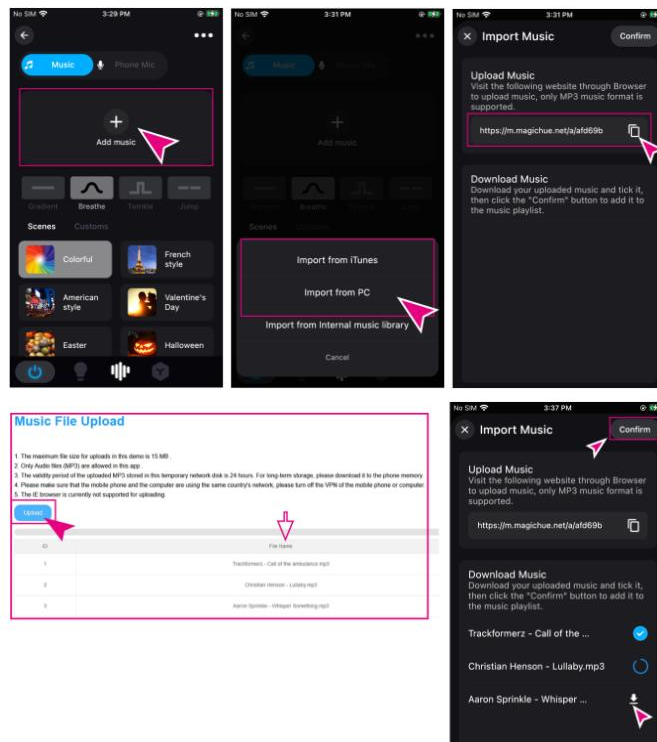 No SIM 3:29 PM
Music Phone Mic
Add music
Gradient Breathe Twinkle Jump
Scenes Customs
Colorful
French
style
American
style
Valentine's
Day
Easter
Halloween
No SIM 3:31 PM
Music Phone Mic
Add music
Breathe
Scenes
Import from iTunes
Import from PC
Import from Internal music library
Cancel
No SIM 3:31 PM
Import Music Confirm
Upload Music
Visit the following website through Browser
to upload music, only MP3 music format is
supported.
https://m.magichue.net/a/afd69b
Download Music
Download your uploaded music and tick it,
then click the "Confirm" button to add it to
the music playlist.
Music File Upload
1. The maximum file size for uploads in this demo is 15 MB .
2. Only Audio files (MP3) are allowed in this app .
3. The validity period of the uploaded MP3 stored in this temporary network disk is 24 hours. For long-term storage, please download it to the phone memory.
4. Please make sure that the mobile phone and the computer are using the same country's network, please turn off the VPN of the mobile phone or computer.
5. The IE browser is currently not supported for uploading.
Upload
ID File Name
1 Trackformerz - Call of the ambulance.mp3
2 Christian Henson - Lullaby.mp3
3 Aaron Sprinkle - Whisper Something.mp3
No SIM 3:37 PM
Import Music Confirm
Upload Music
Visit the following website through Browser
to upload music, only MP3 music format is
supported.
https://m.magichue.net/a/afd69b
Download Music
Download your uploaded music and tick it,
then click the "Confirm" button to add it to
the music playlist.
Trackformerz - Call of the ...
Christian Henson - Lullaby.mp3
Aaron Sprinkle - Whisper ...